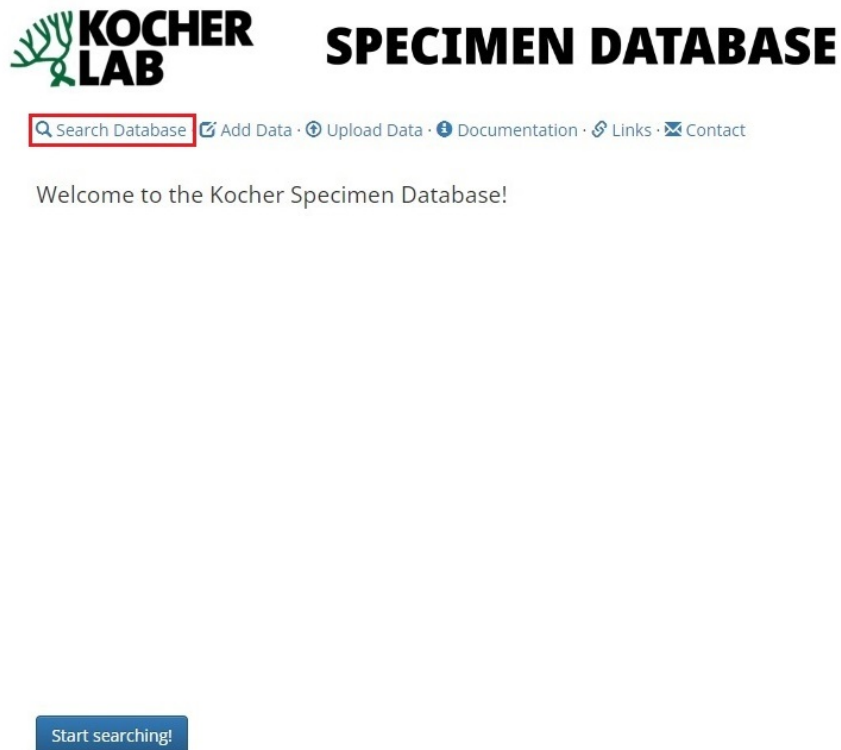 KOCHER
LAB
SPECIMEN DATABASE
Search Database · Add Data · Upload Data · Documentation · Links · Contact
Welcome to the Kocher Specimen Database!
Start searching!